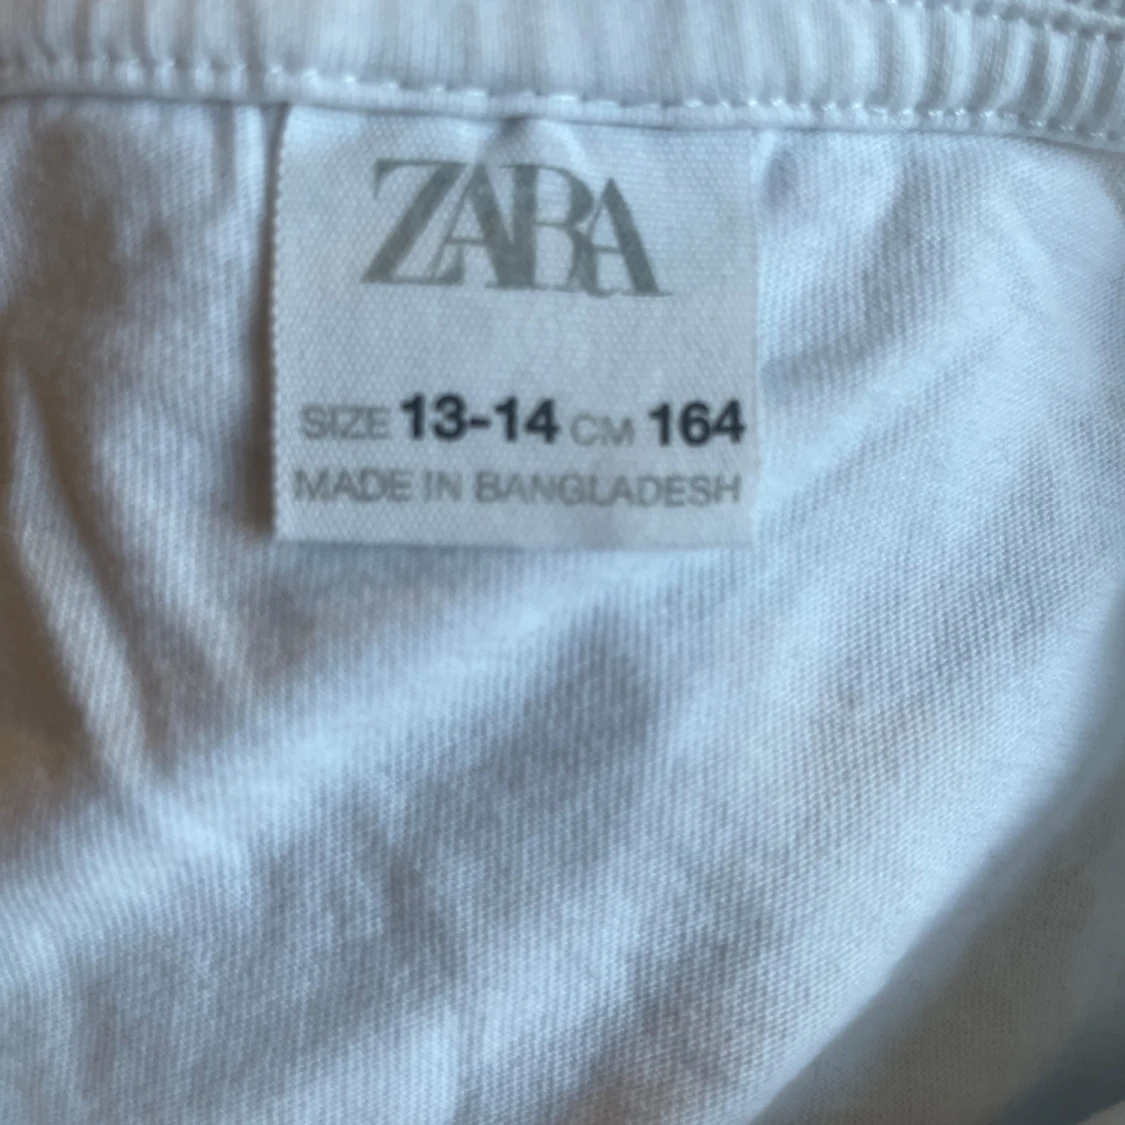 ZARA
SIZE 13-14 CM 164
MADE IN BANGLADESH